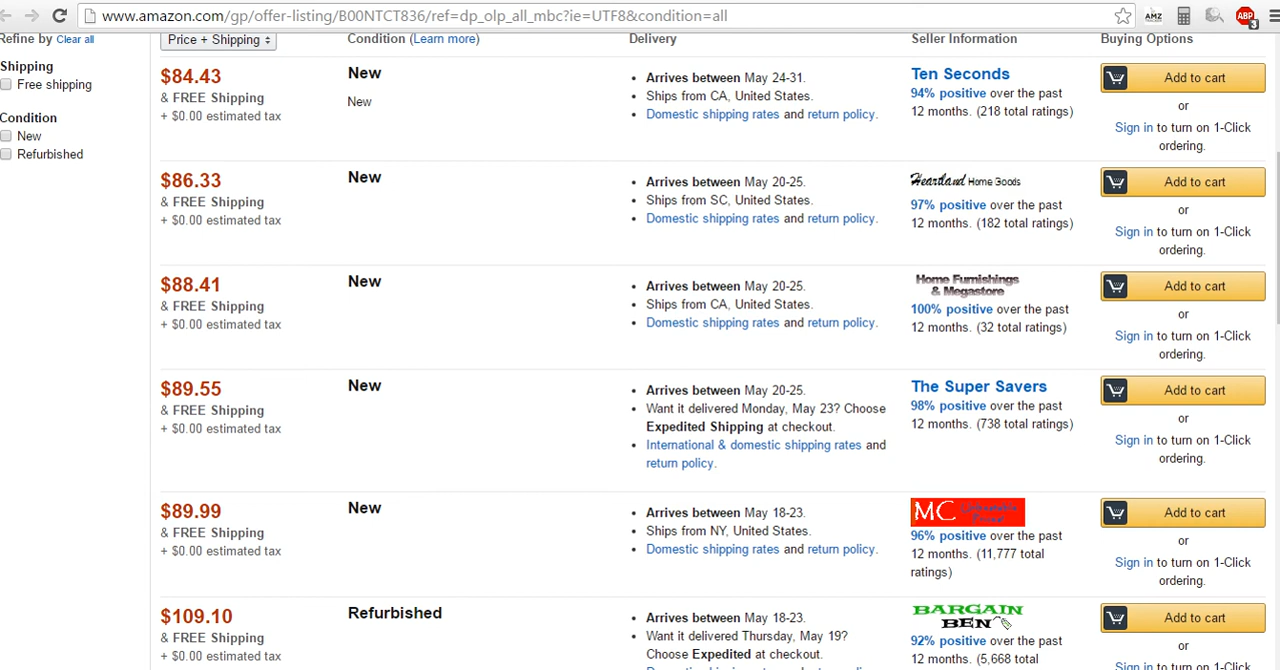 www.amazon.com/gp/offer-listing/B00NTCT836/ref=dp_olp_all_mbc?ie=UTF8&condition=all
AMZ
ABP
3
Refine by Clear all
Price + Shipping
Condition (Learn more)
Delivery
Seller Information
Buying Options
Shipping
Free shipping
Condition
New
Refurbished
$84.43
& FREE Shipping
+ $0.00 estimated tax
New
New
Arrives between May 24-31.
Ships from CA, United States.
Domestic shipping rates and return policy.
Ten Seconds
94% positive over the past
12 months. (218 total ratings)
Add to cart
or
Sign in to turn on 1-Click
ordering.
$86.33
& FREE Shipping
+ $0.00 estimated tax
New
Arrives between May 20-25.
Ships from SC, United States.
Domestic shipping rates and return policy.
Heartland Home Goods
97% positive over the past
12 months. (182 total ratings)
Add to cart
or
Sign in to turn on 1-Click
ordering.
$88.41
& FREE Shipping
+ $0.00 estimated tax
New
Arrives between May 20-25.
Ships from CA, United States.
Domestic shipping rates and return policy.
Home Furnishings
& Megastore
100% positive over the past
12 months. (32 total ratings)
Add to cart
or
Sign in to turn on 1-Click
ordering.
$89.55
& FREE Shipping
+ $0.00 estimated tax
New
Arrives between May 20-25.
Want it delivered Monday, May 23? Choose
Expedited Shipping at checkout.
International & domestic shipping rates and
return policy.
The Super Savers
98% positive over the past
12 months. (738 total ratings)
Add to cart
or
Sign in to turn on 1-Click
ordering.
$89.99
& FREE Shipping
+ $0.00 estimated tax
New
Arrives between May 18-23.
Ships from NY, United States.
Domestic shipping rates and return policy.
MC
96% positive over the past
12 months. (11,777 total
ratings)
Add to cart
or
Sign in to turn on 1-Click
ordering.
$109.10
& FREE Shipping
+ $0.00 estimated tax
Refurbished
Arrives between May 18-23.
Want it delivered Thursday, May 19?
Choose Expedited at checkout.
BARGAIN
BEN
92% positive over the past
12 months. (5,668 total
Add to cart
or
Sign in to turn on 1-Click